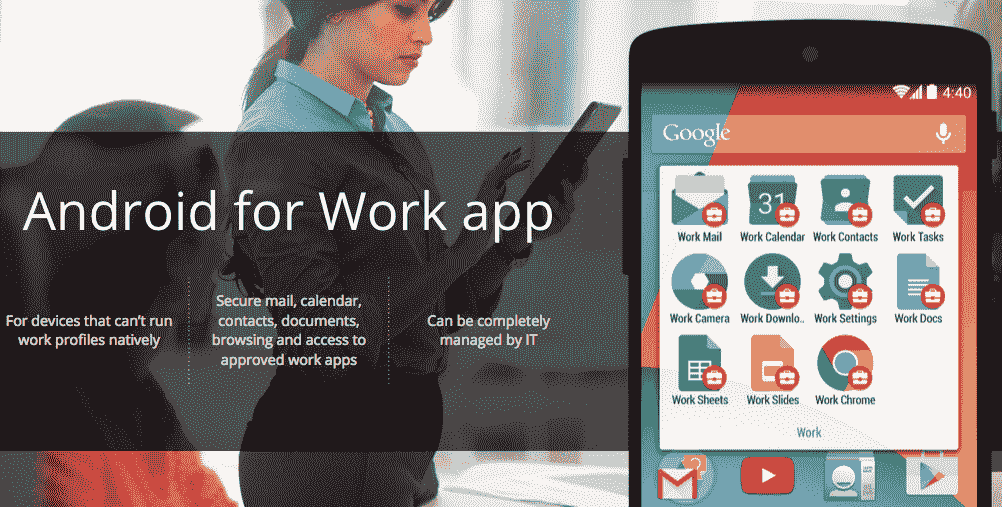 Android for Work app
For devices that can't run
work profiles natively
Secure mail, calendar,
contacts, documents,
browsing and access to
approved work apps
Can be completely
managed by IT
4:40
Google
31
Work Mail
Work Calendar
Work Contacts
Work Tasks
Work Camera
Work Downlo..
Work Settings
Work Docs
Work Sheets
Work Slides
Work Chrome
Work